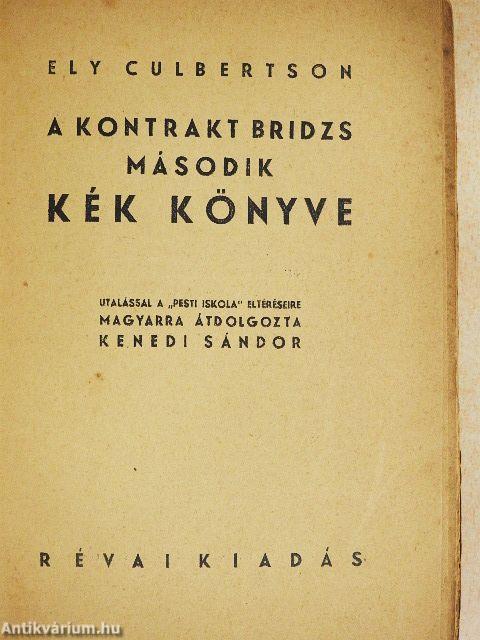 ELY CULBERTSON
A KONTRAKT BRIDZS
MÁSODIK
KÉK KÖNYVE
UTALÁSSAL A „PESTI ISKOLA" ELTÉRÉSEIRE
MAGYARRA ÁTDOLGOZTA
KENEDI SÁNDOR
RÉVAI KIADÁS
Antikvárium.hu